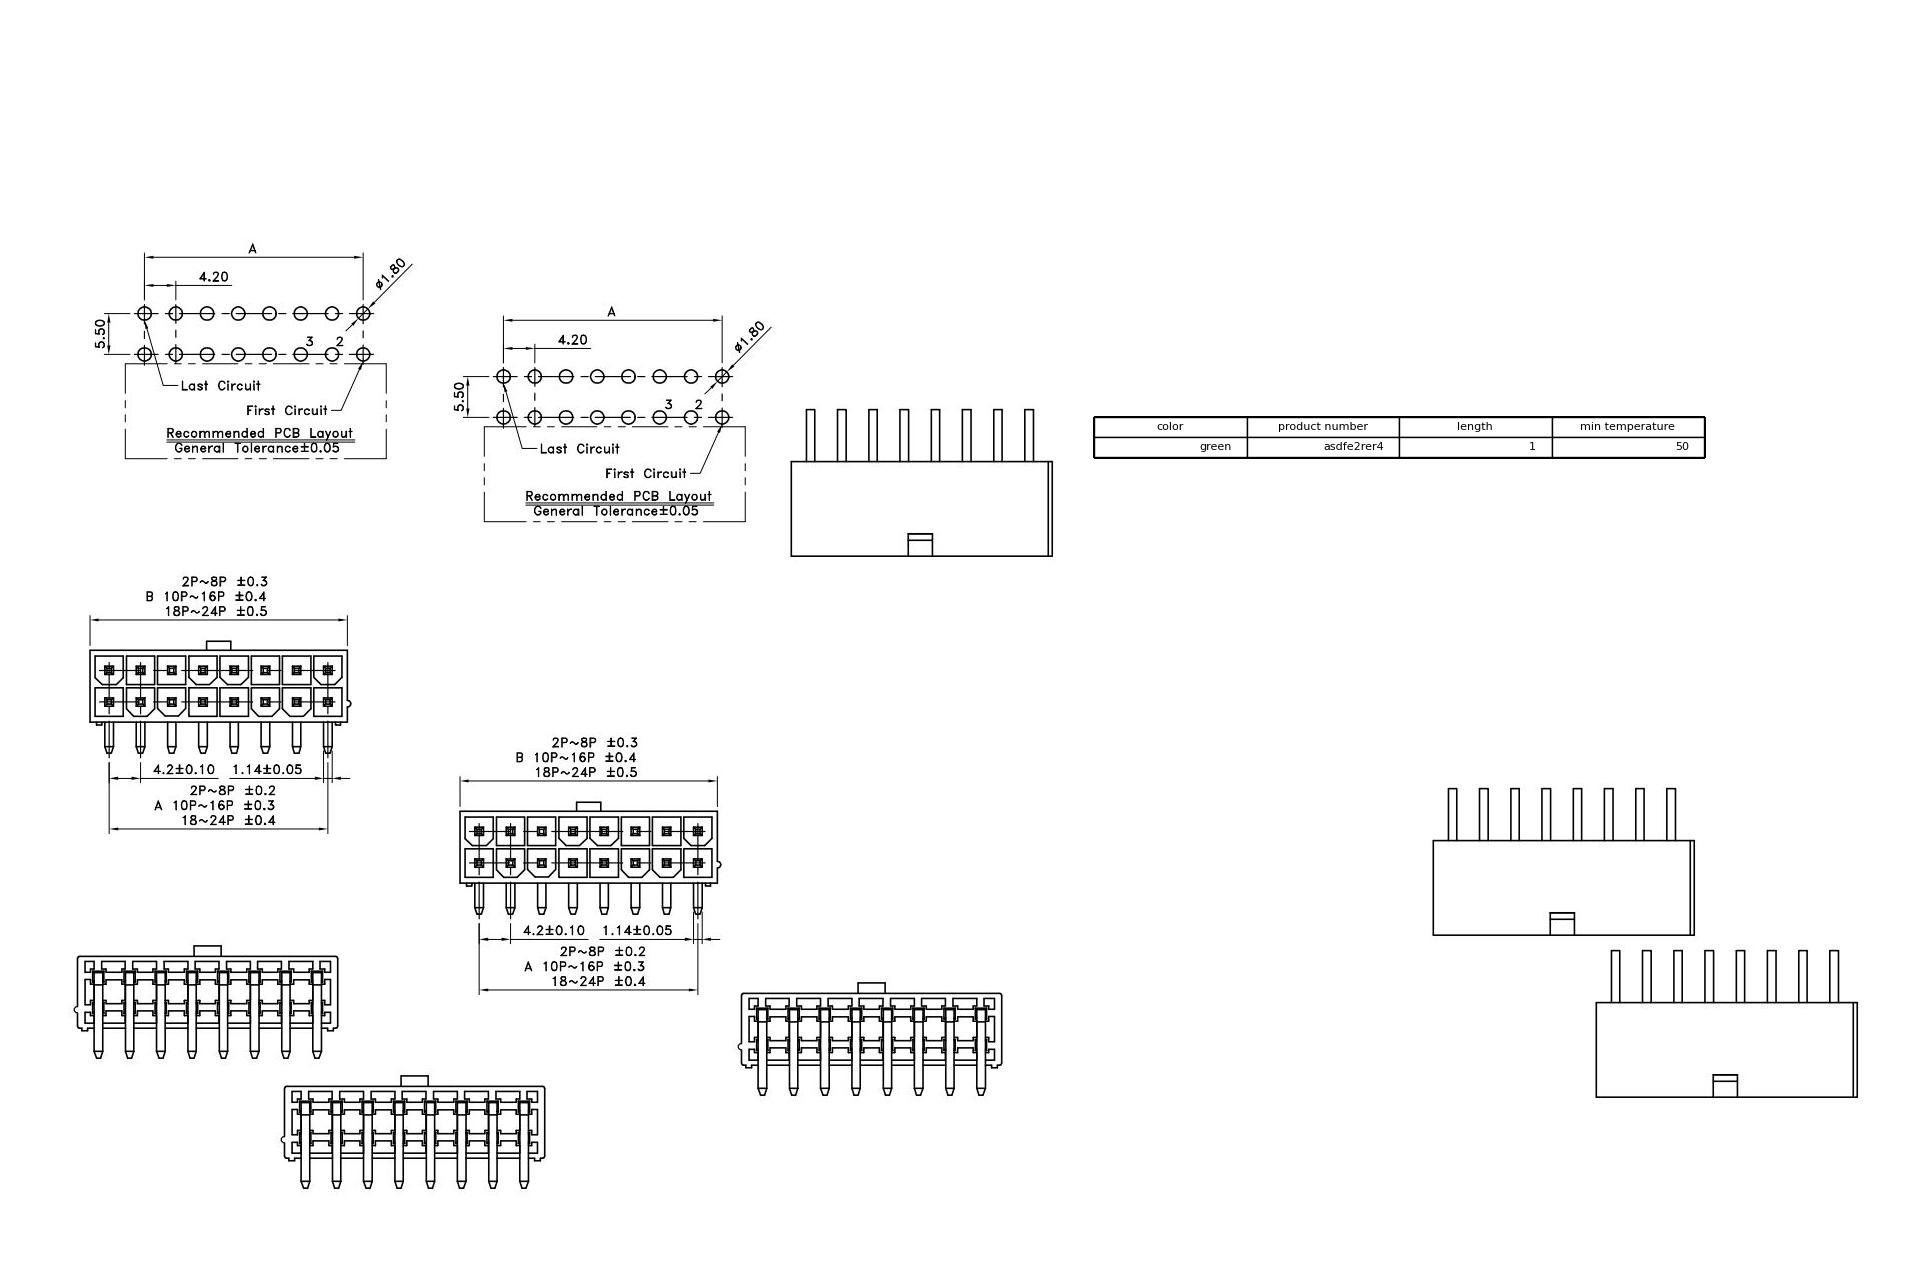 A
4.20
ø1.80
5.50
3 2
Last Circuit
First Circuit
Recommended PCB Layout
General Tolerance±0.05
A
4.20
ø1.80
5.50
3 2
Last Circuit
First Circuit
Recommended PCB Layout
General Tolerance±0.05
color product number length min temperature
green asdfe2rer4 1 50
2P~8P ±0.3
B 10P~16P ±0.4
18P~24P ±0.5
4.2±0.10 1.14±0.05
2P~8P ±0.2
A 10P~16P ±0.3
18~24P ±0.4
2P~8P ±0.3
B 10P~16P ±0.4
18P~24P ±0.5
4.2±0.10 1.14±0.05
2P~8P ±0.2
A 10P~16P ±0.3
18~24P ±0.4